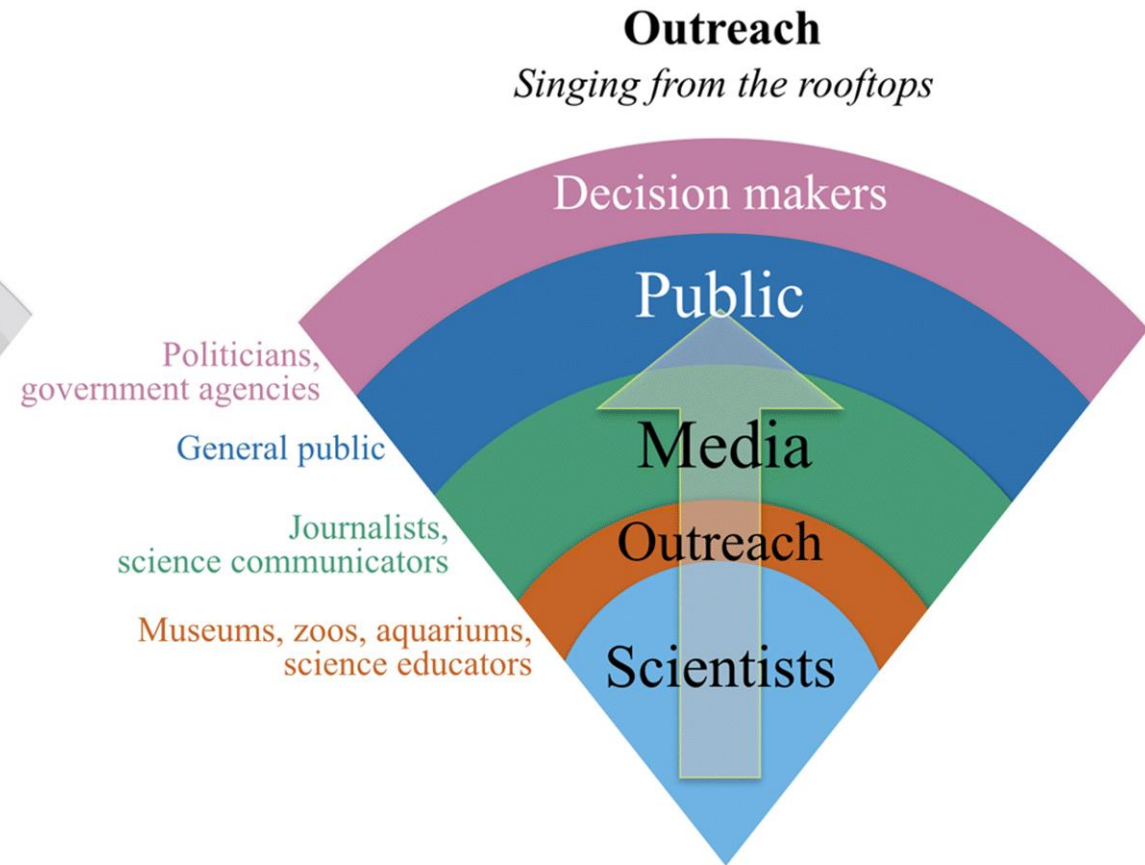 Outreach
Singing from the rooftops
Decision makers
Public
Politicians,
government agencies
General public
Media
Journalists,
science communicators
Outreach
Museums, zoos, aquariums,
science educators
Scientists